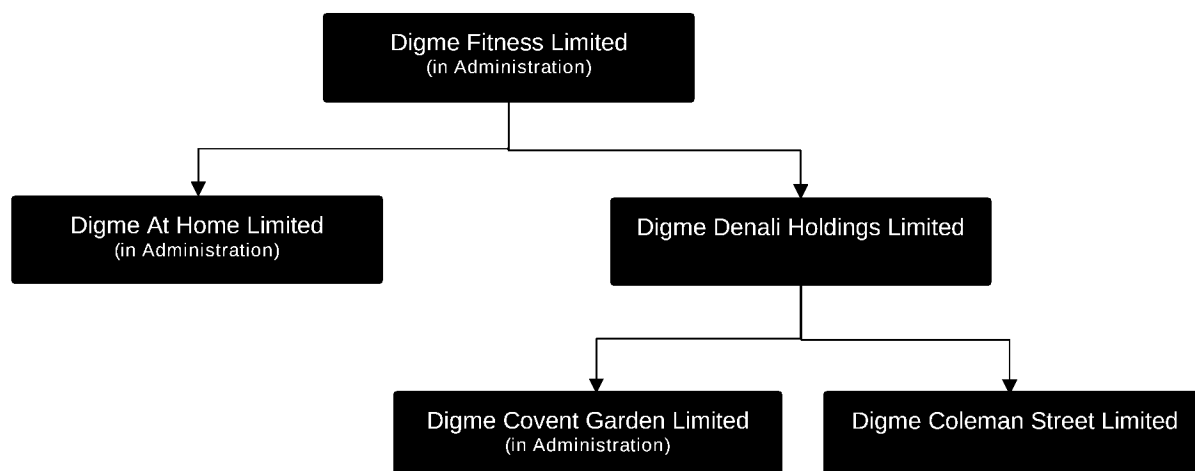 Digme Fitness Limited
(in Administration)
Digme At Home Limited
(in Administration)
Digme Denali Holdings Limited
Digme Covent Garden Limited
(in Administration)
Digme Coleman Street Limited